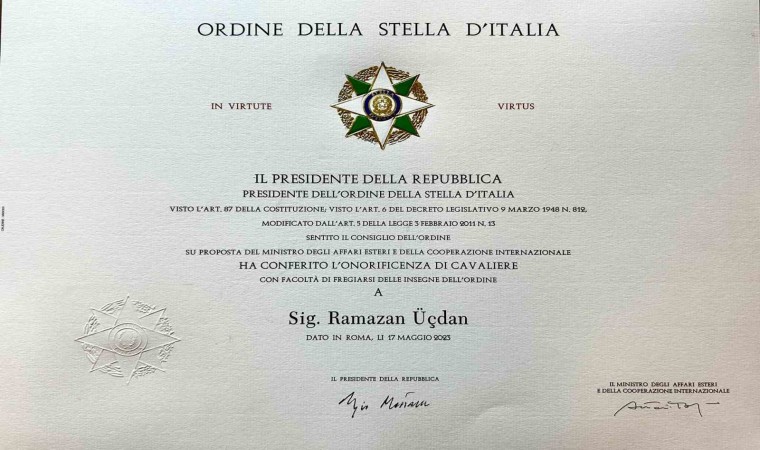 ORDINE DELLA STELLA D'ITALIA
IN VIRTUTE VIRTUS
IL PRESIDENTE DELLA REPUBBLICA
PRESIDENTE DELL'ORDINE DELLA STELLA D'ITALIA
VISTO L'ART. 87 DELLA COSTITUZIONE; VISTO L'ART. 6 DEL DECRETO LEGISLATIVO 9 MARZO 1948 N. 812,
MODIFICATO DALL'ART. 5 DELLA LEGGE 3 FEBBRAIO 2011 N. 13
SENTITO IL CONSIGLIO DELL'ORDINE
SU PROPOSTA DEL MINISTRO DEGLI AFFARI ESTERI E DELLA COOPERAZIONE INTERNAZIONALE
HA CONFERITO L'ONORIFICENZA DI CAVALIERE
CON FACOLTÀ DI FREGIARSI DELLE INSEGNE DELL'ORDINE
A
Sig. Ramazan Üçdan
DATO IN ROMA, LI 17 MAGGIO 2023
IL PRESIDENTE DELLA REPUBBLICA
IL MINISTRO DEGLI AFFARI ESTERI
E DELLA COOPERAZIONE INTERNAZIONALE